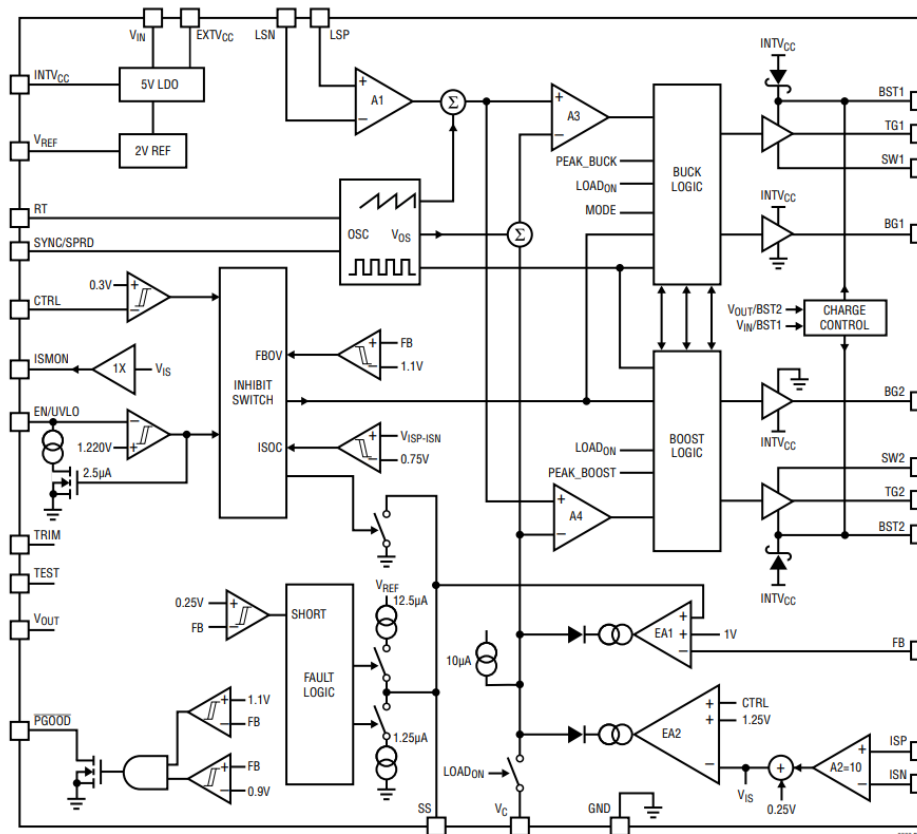 VIN
EXTVCC
LSN
LSP
INTVCC
5V LDO
VREF
2V REF
A1
Σ
A3
PEAK_BUCK
LOADON
MODE
BUCK
LOGIC
INTVCC
BST1
TG1
SW1
INTVCC
BG1
RT
SYNC/SPRD
OSC
VOS
Σ
CTRL
0.3V
+
−
ISMON
1X
VIS
EN/UVLO
−
1.220V
+
2.5µA
INHIBIT
SWITCH
FBOV
FB
1.1V
ISOC
VISP-ISN
0.75V
VOUT/BST2
VIN/BST1
CHARGE
CONTROL
BOOST
LOGIC
LOADON
PEAK_BOOST
A4
BG2
INTVCC
SW2
TG2
BST2
INTVCC
TRIM
TEST
VOUT
0.25V
FB
SHORT
FAULT
LOGIC
VREF
12.5µA
1.25µA
10µA
EA1
1V
FB
PGOOD
1.1V
FB
FB
0.9V
EA2
CTRL
1.25V
VIS
+
0.25V
A2=10
ISP
ISN
LOADON
SS
VC
GND